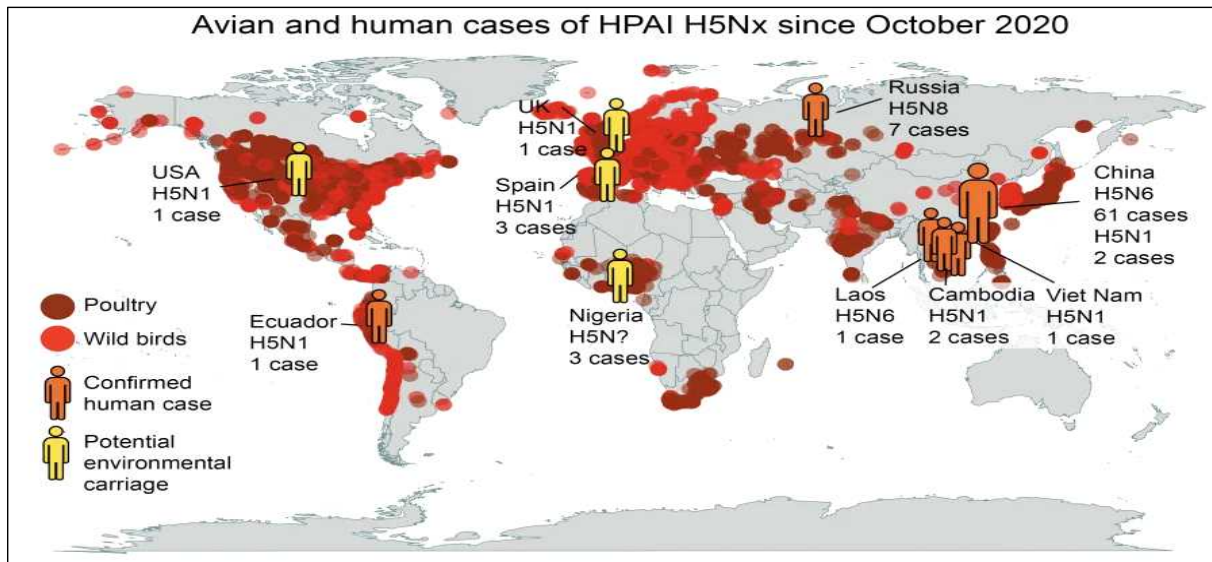 Avian and human cases of HPAI H5Nx since October 2020
USA
H5N1
1 case
UK
H5N1
1 case
Spain
H5N1
3 cases
Russia
H5N8
7 cases
China
H5N6
61 cases
H5N1
2 cases
Ecuador
H5N1
1 case
Nigeria
H5N?
3 cases
Laos
H5N6
1 case
Cambodia
H5N1
2 cases
Viet Nam
H5N1
1 case
Poultry
Wild birds
Confirmed
human case
Potential
environmental
carriage